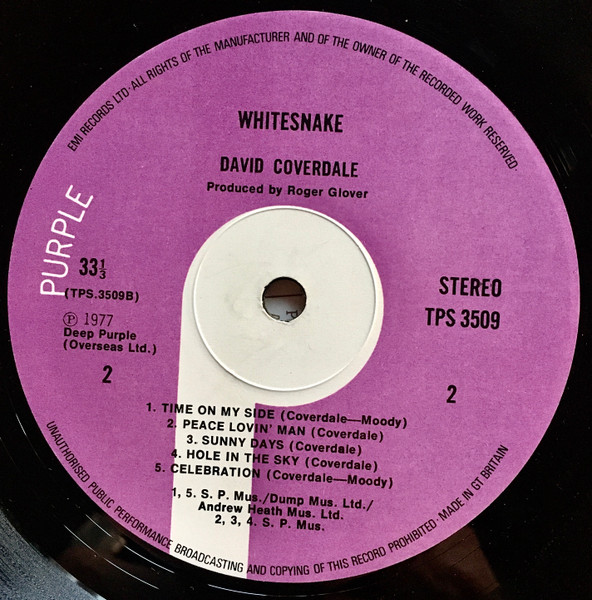 EMI RECORDS LTD · ALL RIGHTS OF THE MANUFACTURER AND OF THE OWNER OF THE RECORDED WORK RESERVED ·
WHITESNAKE
DAVID COVERDALE
Produced by Roger Glover
PURPLE
33⅓
(TPS.3509B)
Ⓟ 1977
Deep Purple
(Overseas Ltd.)
2
STEREO
TPS 3509
2
1. TIME ON MY SIDE (Coverdale—Moody)
2. PEACE LOVIN' MAN (Coverdale)
3. SUNNY DAYS (Coverdale)
4. HOLE IN THE SKY (Coverdale)
5. CELEBRATION (Coverdale—Moody)
1, 5. S. P. Mus./Dump Mus. Ltd./
Andrew Heath Mus. Ltd.
2, 3, 4. S. P. Mus.
UNAUTHORISED PUBLIC PERFORMANCE BROADCASTING AND COPYING OF THIS RECORD PROHIBITED · MADE IN GT BRITAIN